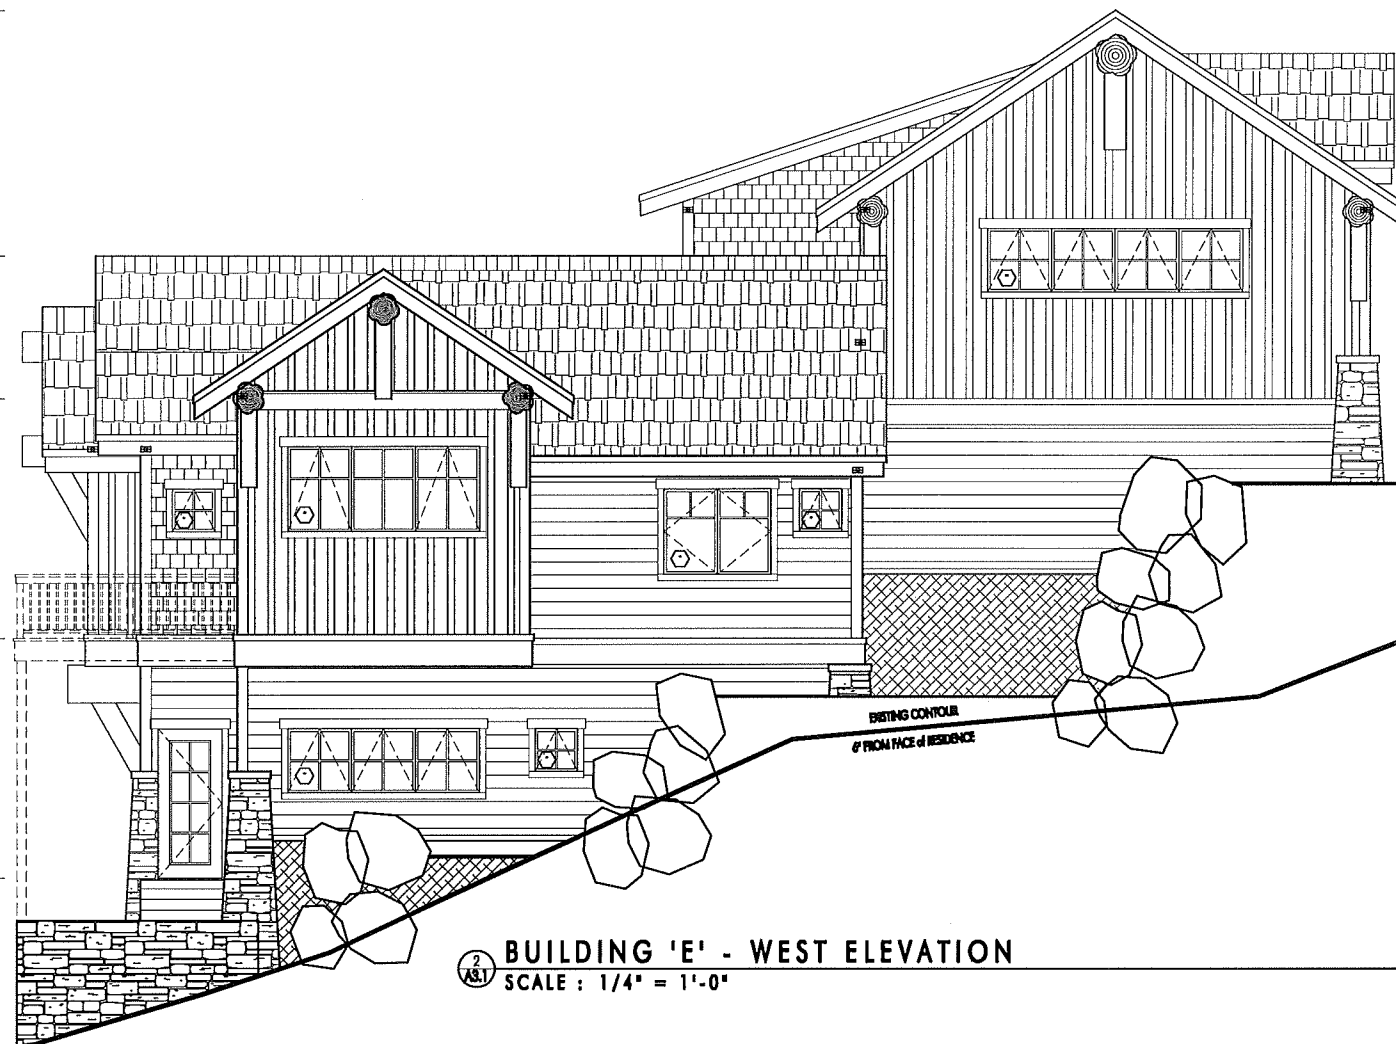 EXISTING CONTOUR
6' FROM FACE of RESIDENCE
2
A3.1
BUILDING 'E' - WEST ELEVATION
SCALE : 1/4" = 1'-0"